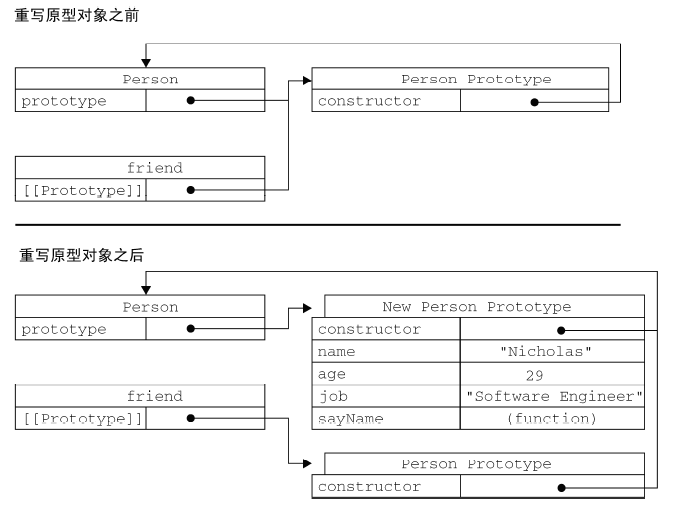 重写原型对象之前
Person
prototype
Person Prototype
constructor
friend
[[Prototype]]
重写原型对象之后
Person
prototype
New Person Prototype
constructor
name "Nicholas"
age 29
job "Software Engineer"
sayName (function)
friend
[[Prototype]]
Person Prototype
constructor